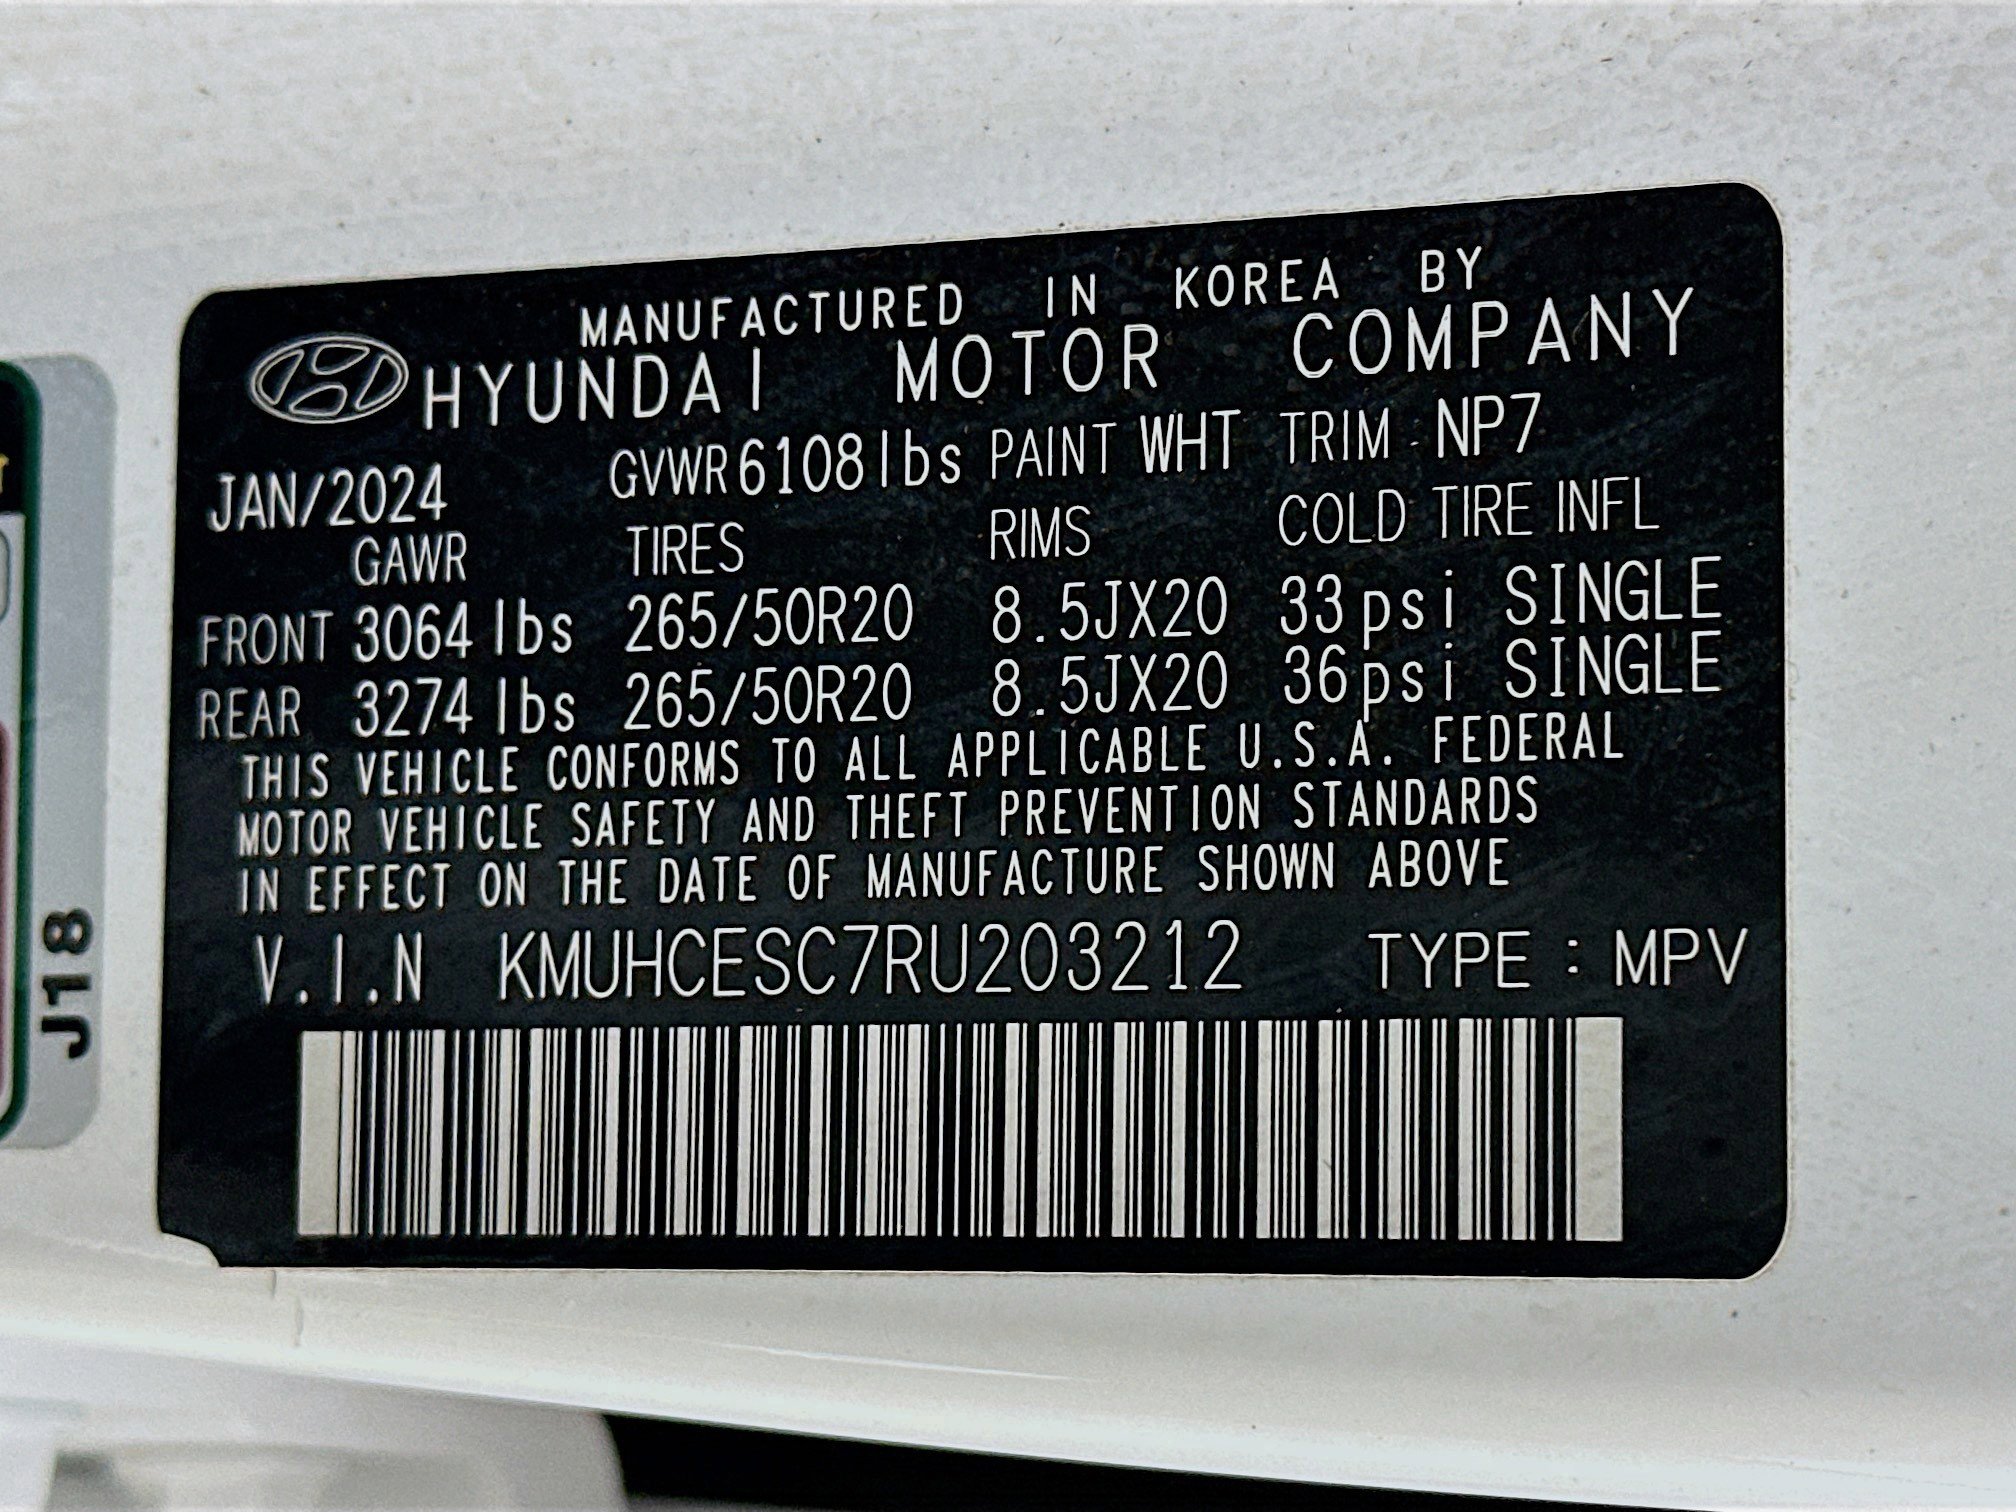 MANUFACTURED IN KOREA BY
HYUNDAI MOTOR COMPANY
JAN/2024 GVWR 6108 lbs PAINT WHT TRIM NP7
GAWR TIRES RIMS COLD TIRE INFL
FRONT 3064 lbs 265/50R20 8.5JX20 33psi SINGLE
REAR 3274 lbs 265/50R20 8.5JX20 36psi SINGLE
THIS VEHICLE CONFORMS TO ALL APPLICABLE U.S.A. FEDERAL
MOTOR VEHICLE SAFETY AND THEFT PREVENTION STANDARDS
IN EFFECT ON THE DATE OF MANUFACTURE SHOWN ABOVE
V.I.N KMUHCESC7RU203212 TYPE : MPV
J18